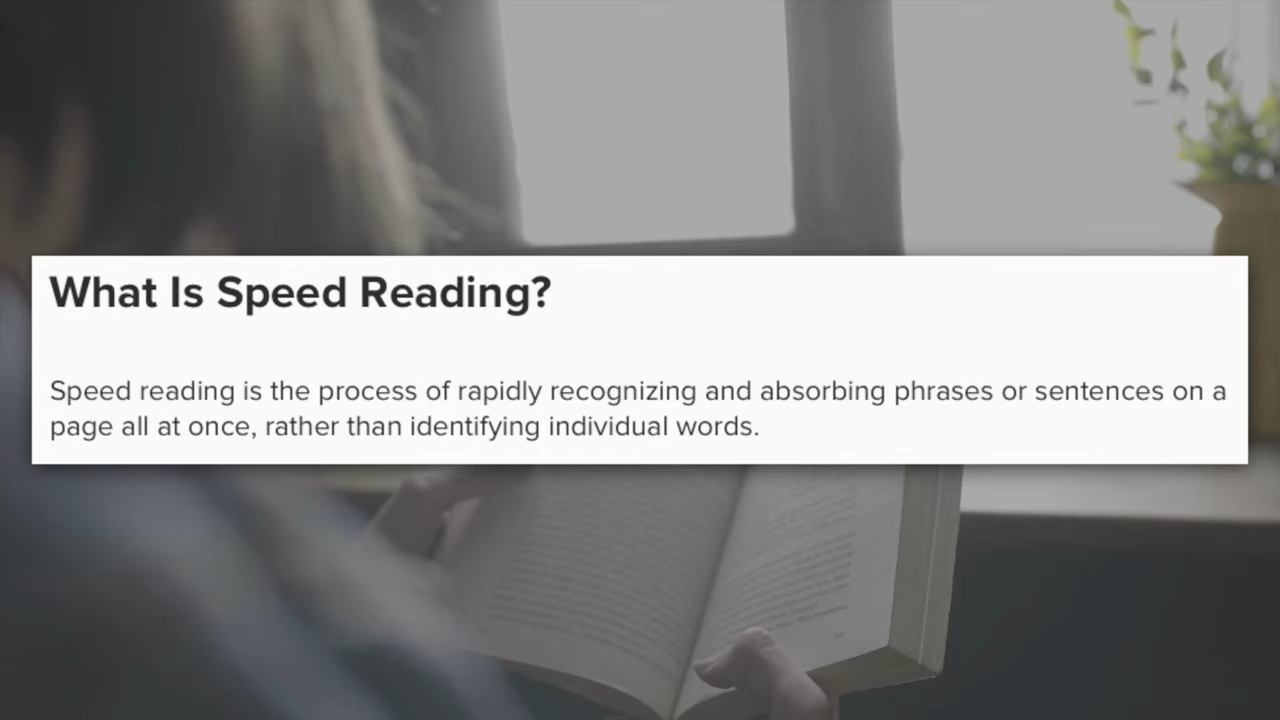 What Is Speed Reading?
Speed reading is the process of rapidly recognizing and absorbing phrases or sentences on a
page all at once, rather than identifying individual words.